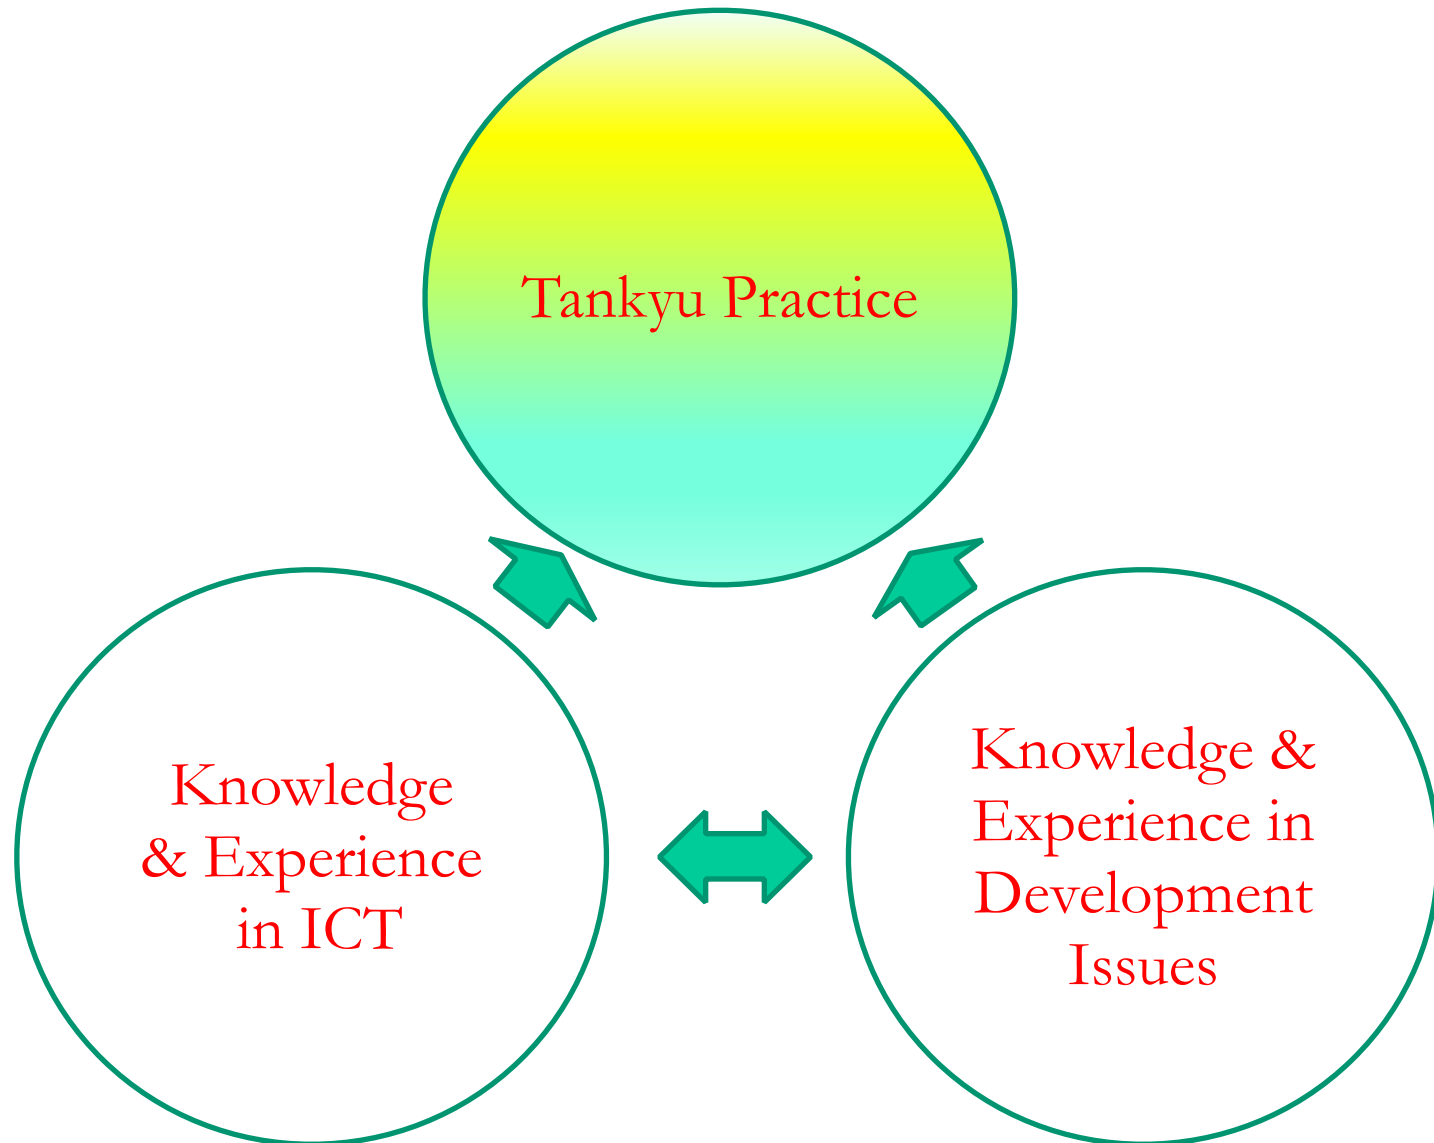 Tankyu Practice
Knowledge
& Experience
in ICT
Knowledge &
Experience in
Development
Issues